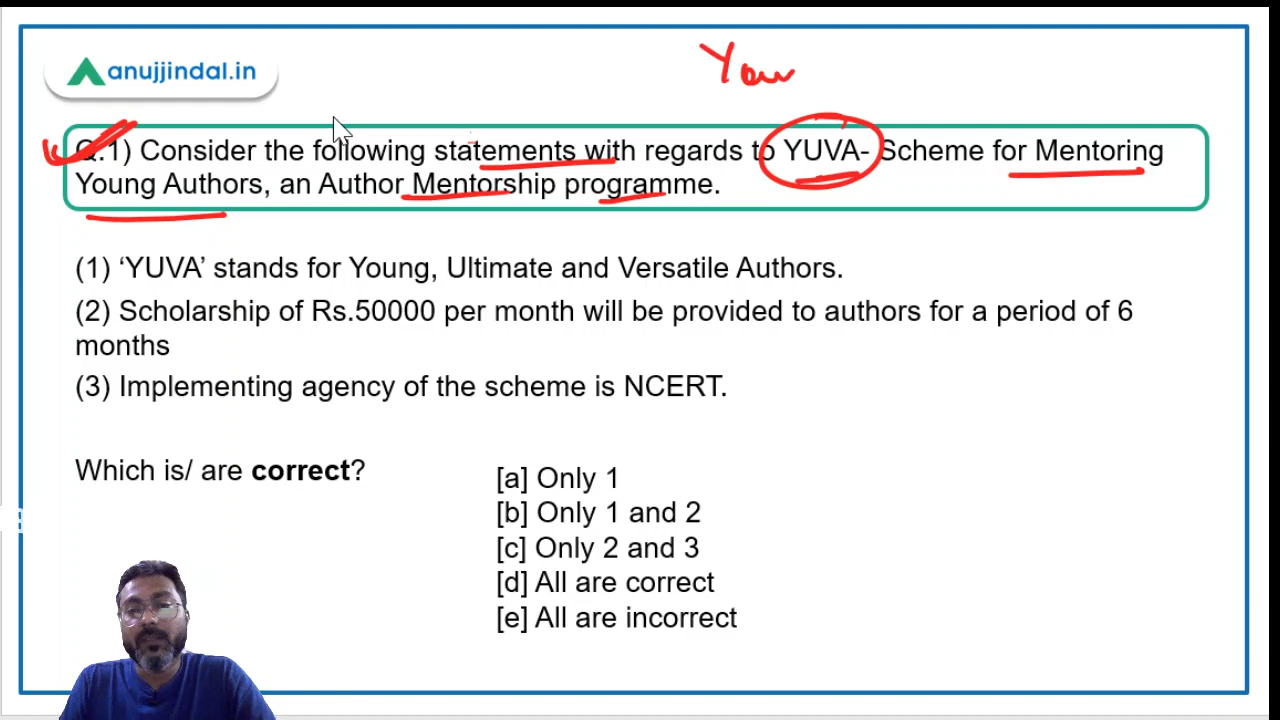 anujjindal.in
You
Q.1) Consider the following statements with regards to YUVA- Scheme for Mentoring
Young Authors, an Author Mentorship programme.
(1) ‘YUVA’ stands for Young, Ultimate and Versatile Authors.
(2) Scholarship of Rs.50000 per month will be provided to authors for a period of 6
months
(3) Implementing agency of the scheme is NCERT.
Which is/ are correct?
[a] Only 1
[b] Only 1 and 2
[c] Only 2 and 3
[d] All are correct
[e] All are incorrect